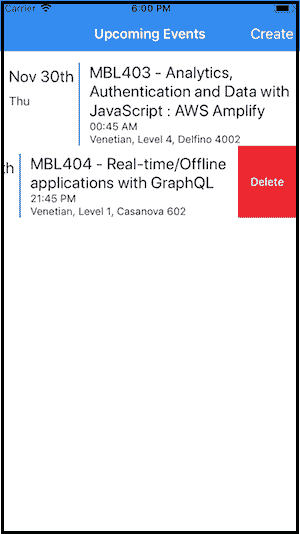 Carrier 6:00 PM
Upcoming Events
Create
Nov 30th
Thu
MBL403 - Analytics,
Authentication and Data with
JavaScript : AWS Amplify
00:45 AM
Venetian, Level 4, Delfino 4002
th
MBL404 - Real-time/Offline
applications with GraphQL
21:45 PM
Venetian, Level 1, Casanova 602
Delete